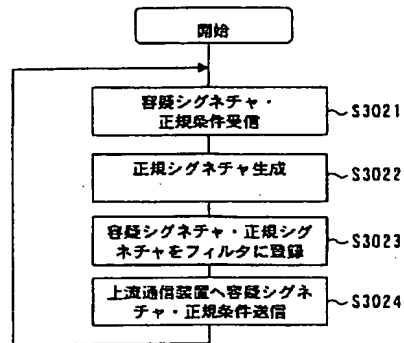 開始
容疑シグネチャ・
正規条件受信
S3021
正規シグネチャ生成
S3022
容疑シグネチャ・正規シグ
ネチャをフィルタに登録
S3023
上流通信装置へ容疑シグネ
チャ・正規条件送信
S3024